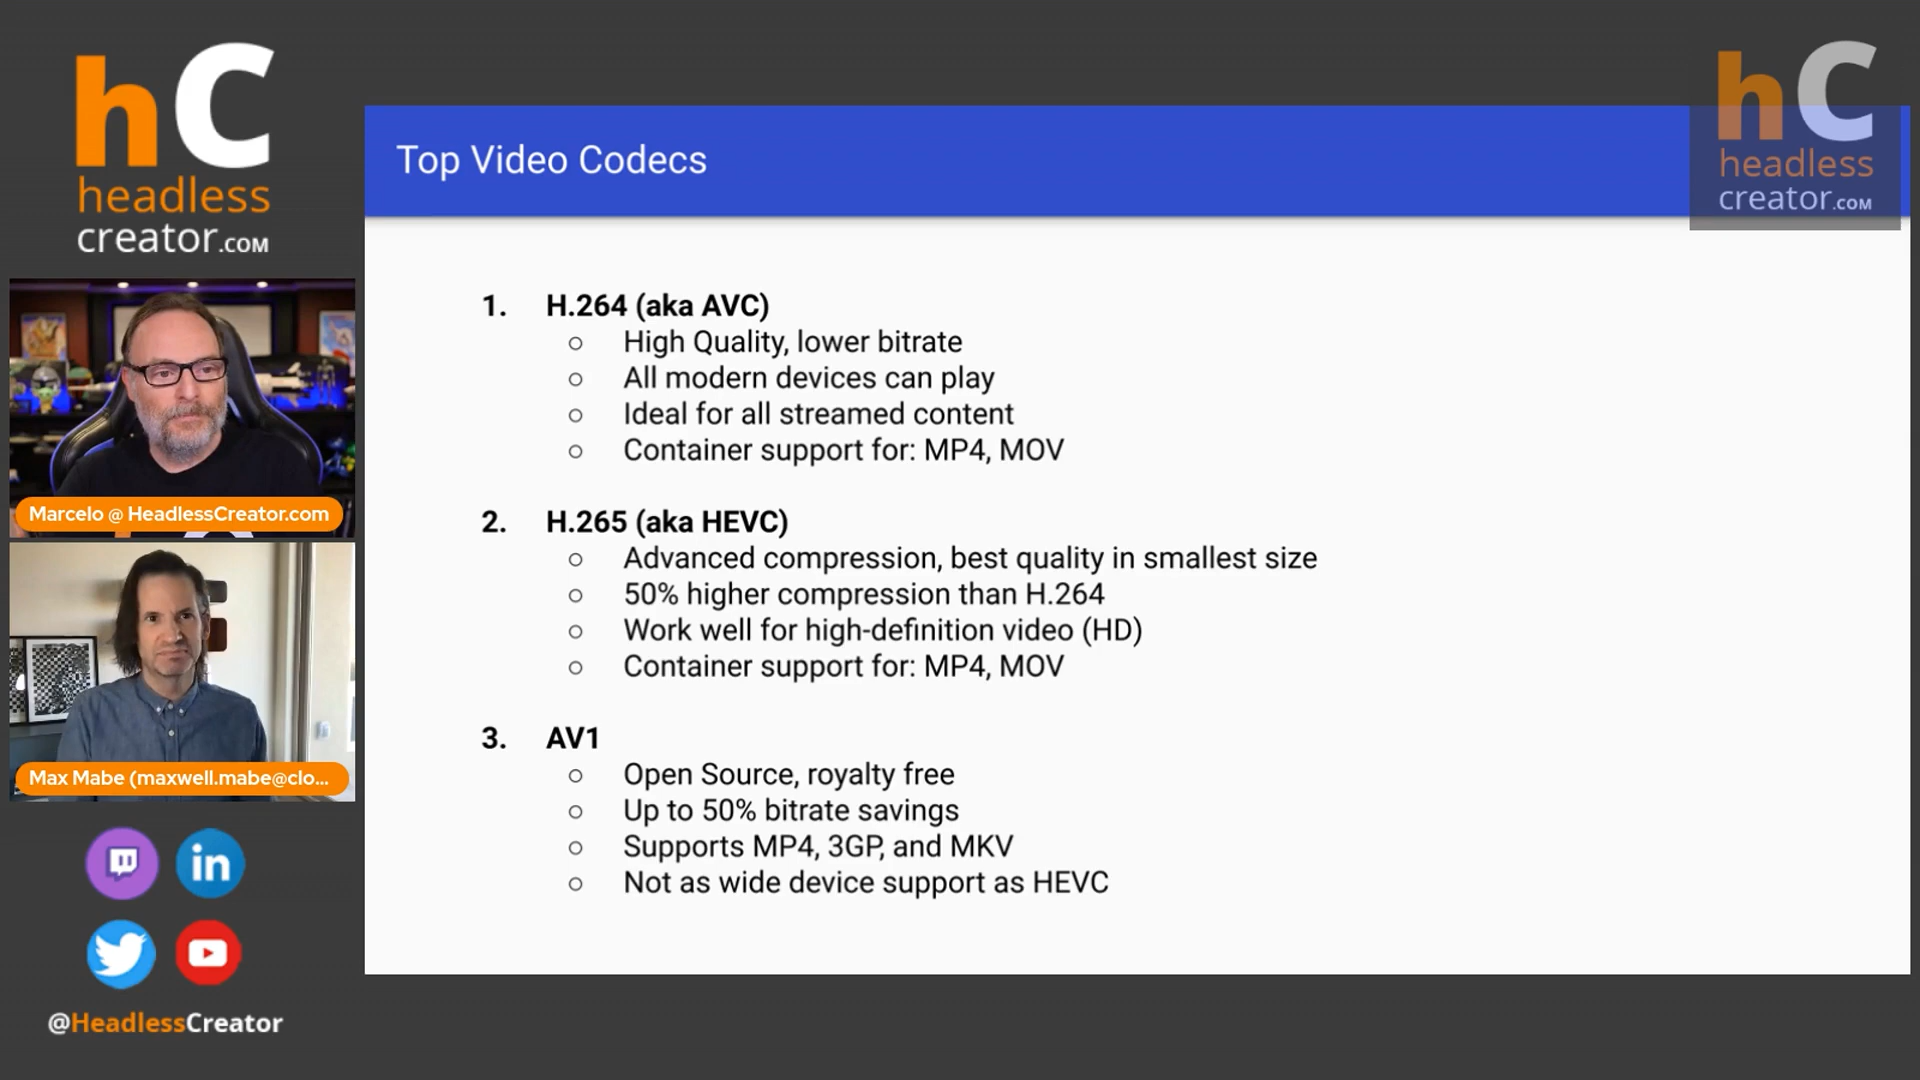 hC
headless
creator.COM
Marcelo @ HeadlessCreator.com
Max Mabe (maxwell.mabe@clo...
in
@HeadlessCreator
Top Video Codecs
hC
headless
creator.COM
1. H.264 (aka AVC)
○ High Quality, lower bitrate
○ All modern devices can play
○ Ideal for all streamed content
○ Container support for: MP4, MOV
2. H.265 (aka HEVC)
○ Advanced compression, best quality in smallest size
○ 50% higher compression than H.264
○ Work well for high-definition video (HD)
○ Container support for: MP4, MOV
3. AV1
○ Open Source, royalty free
○ Up to 50% bitrate savings
○ Supports MP4, 3GP, and MKV
○ Not as wide device support as HEVC